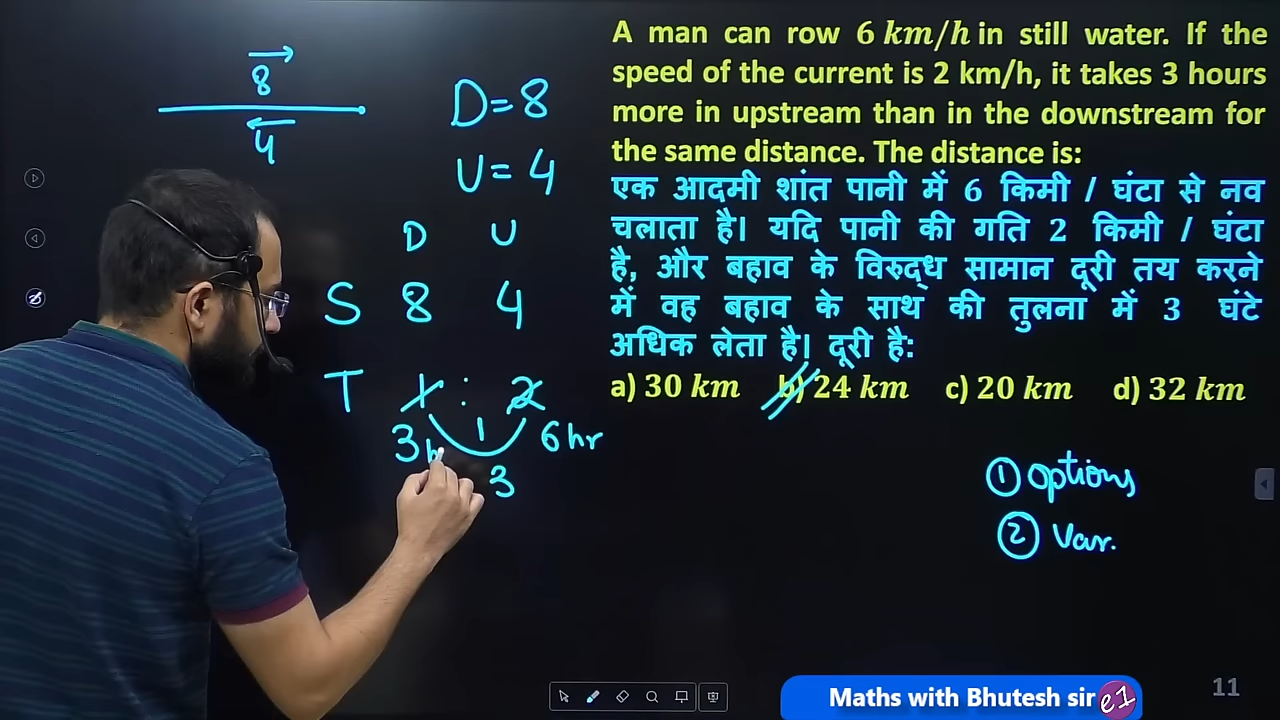 8
4
D=8
U=4
D U
S 8 4
T 1 : 2
1
3h 6hr
3
A man can row 6 km/h in still water. If the
speed of the current is 2 km/h, it takes 3 hours
more in upstream than in the downstream for
the same distance. The distance is:
एक आदमी शांत पानी में 6 किमी / घंटा से नव
चलाता है। यदि पानी की गति 2 किमी / घंटा
है, और बहाव के विरुद्ध सामान दूरी तय करने
में वह बहाव के साथ की तुलना में 3 घंटे
अधिक लेता है। दूरी है:
a) 30 km b) 24 km c) 20 km d) 32 km
① options
② Var.
Maths with Bhutesh sir e1
11